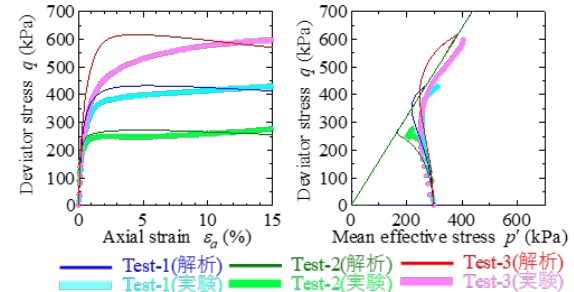 Deviator stress q (kPa)
700
600
500
400
300
200
100
0
0 5 10 15
Axial strain εa (%)
Deviator stress q (kPa)
700
600
500
400
300
200
100
0
0 200 400 600
Mean effective stress p' (kPa)
Test-1(解析) Test-2(解析) Test-3(解析)
Test-1(実験) Test-2(実験) Test-3(実験)